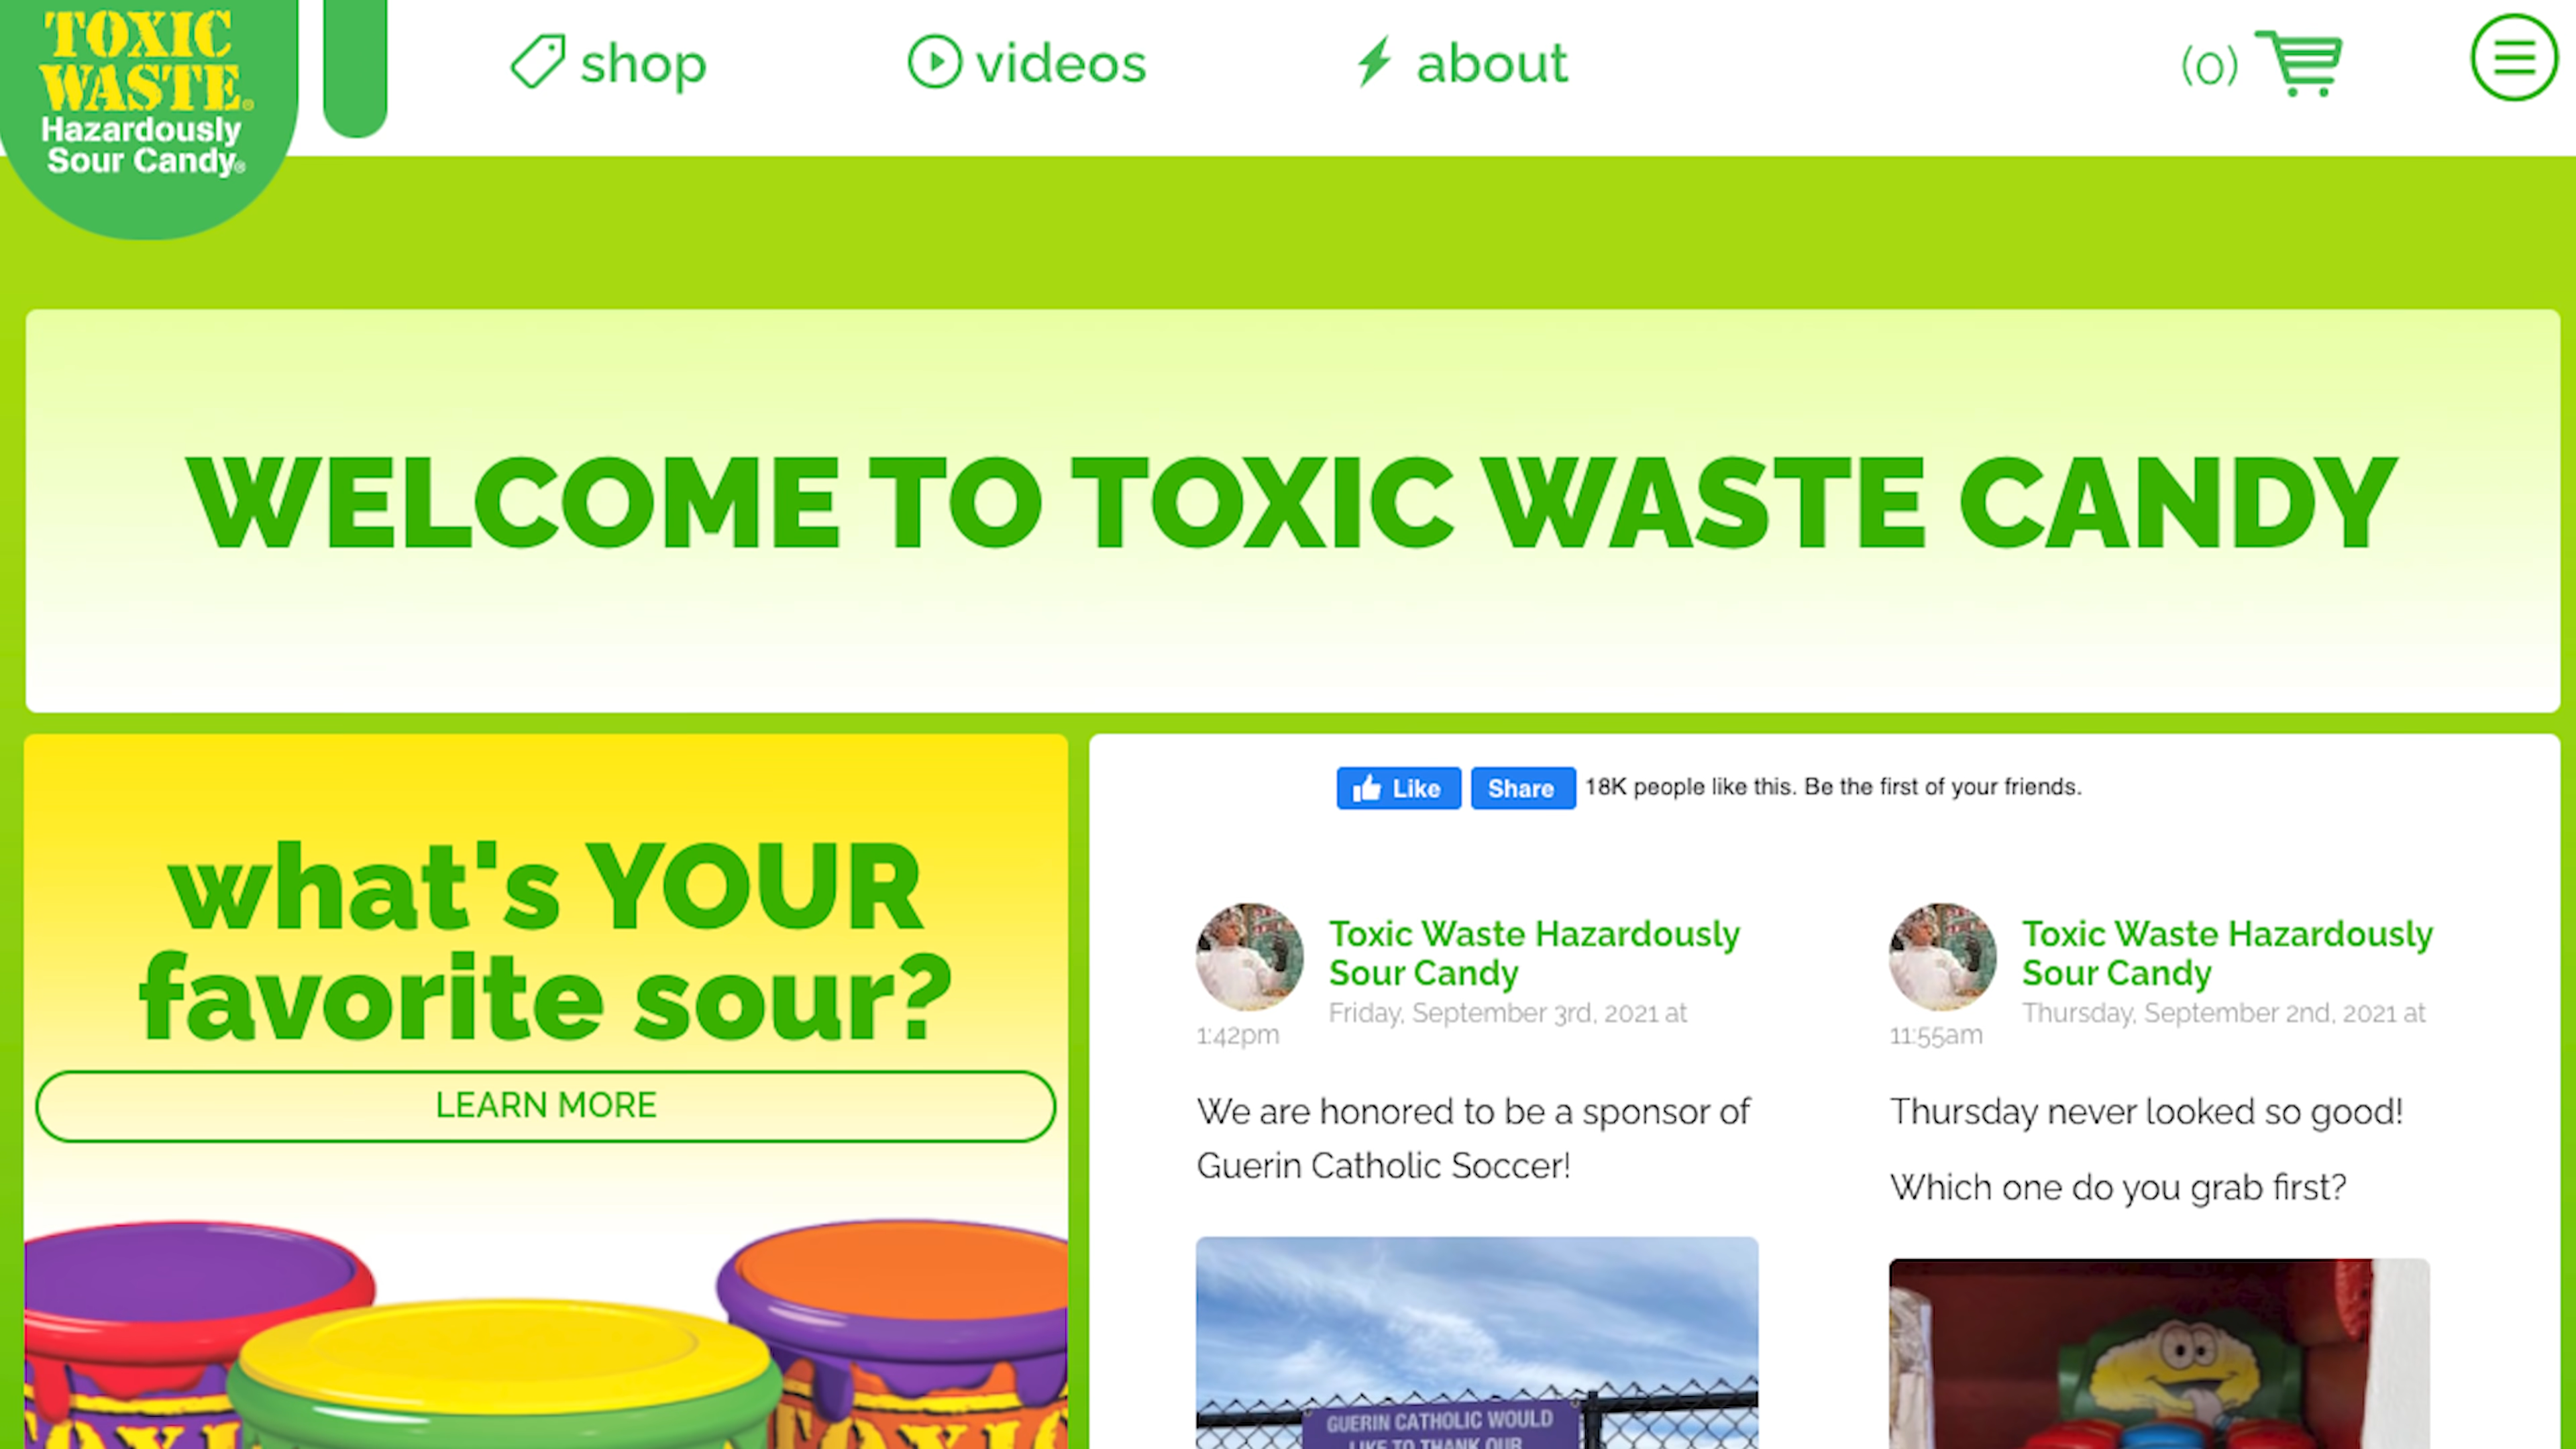 TOXIC
WASTE®
Hazardously
Sour Candy®
shop
videos
about
(0)
WELCOME TO TOXIC WASTE CANDY
what's YOUR
favorite sour?
LEARN MORE
Like
Share
18K people like this. Be the first of your friends.
Toxic Waste Hazardously
Sour Candy
Friday, September 3rd, 2021 at
1:42pm
We are honored to be a sponsor of
Guerin Catholic Soccer!
GUERIN CATHOLIC WOULD
LIKE TO THANK OUR
Toxic Waste Hazardously
Sour Candy
Thursday, September 2nd, 2021 at
11:55am
Thursday never looked so good!
Which one do you grab first?